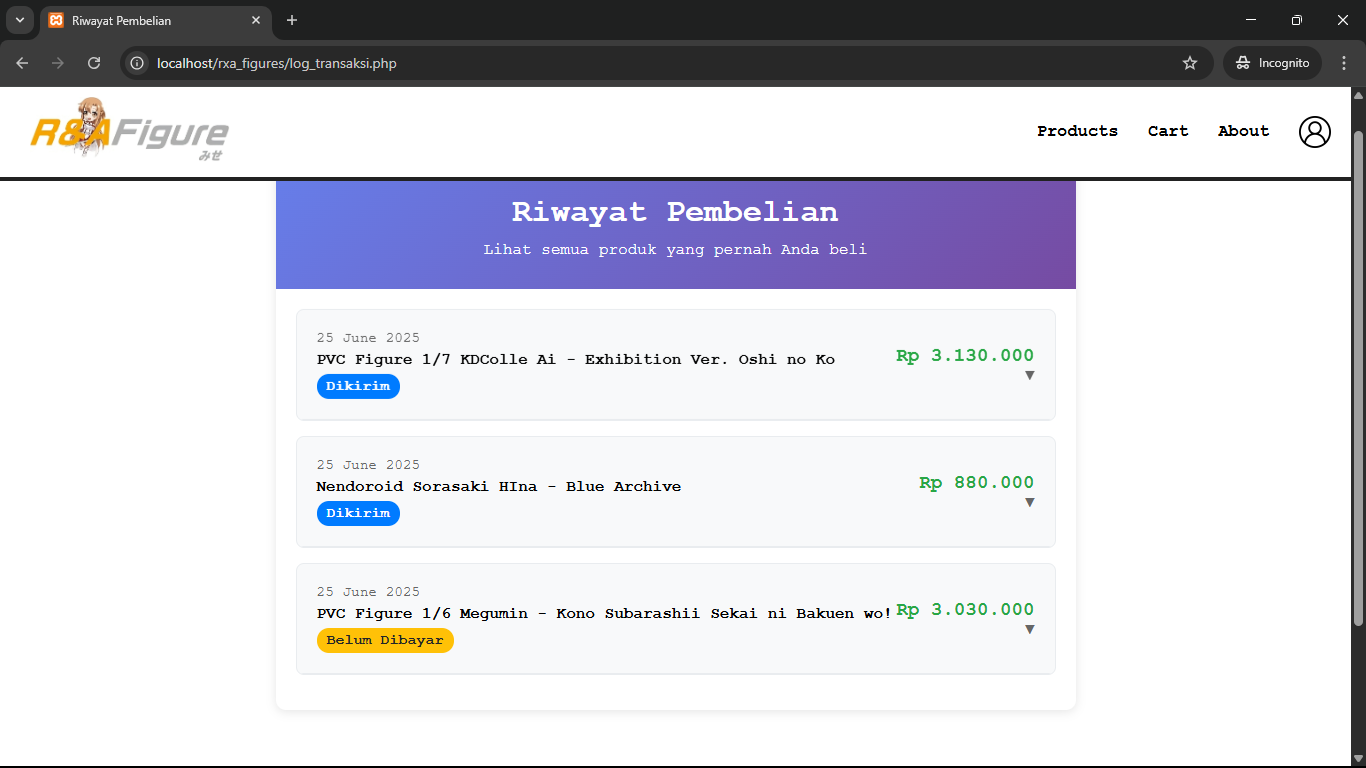 Riwayat Pembelian
localhost/rxa_figures/log_transaksi.php
Incognito
R&AFigure
みせ
Products
Cart
About
Riwayat Pembelian
Lihat semua produk yang pernah Anda beli
25 June 2025
PVC Figure 1/7 KDColle Ai - Exhibition Ver. Oshi no Ko
Rp 3.130.000
Dikirim
25 June 2025
Nendoroid Sorasaki HIna - Blue Archive
Rp 880.000
Dikirim
25 June 2025
PVC Figure 1/6 Megumin - Kono Subarashii Sekai ni Bakuen wo!
Rp 3.030.000
Belum Dibayar